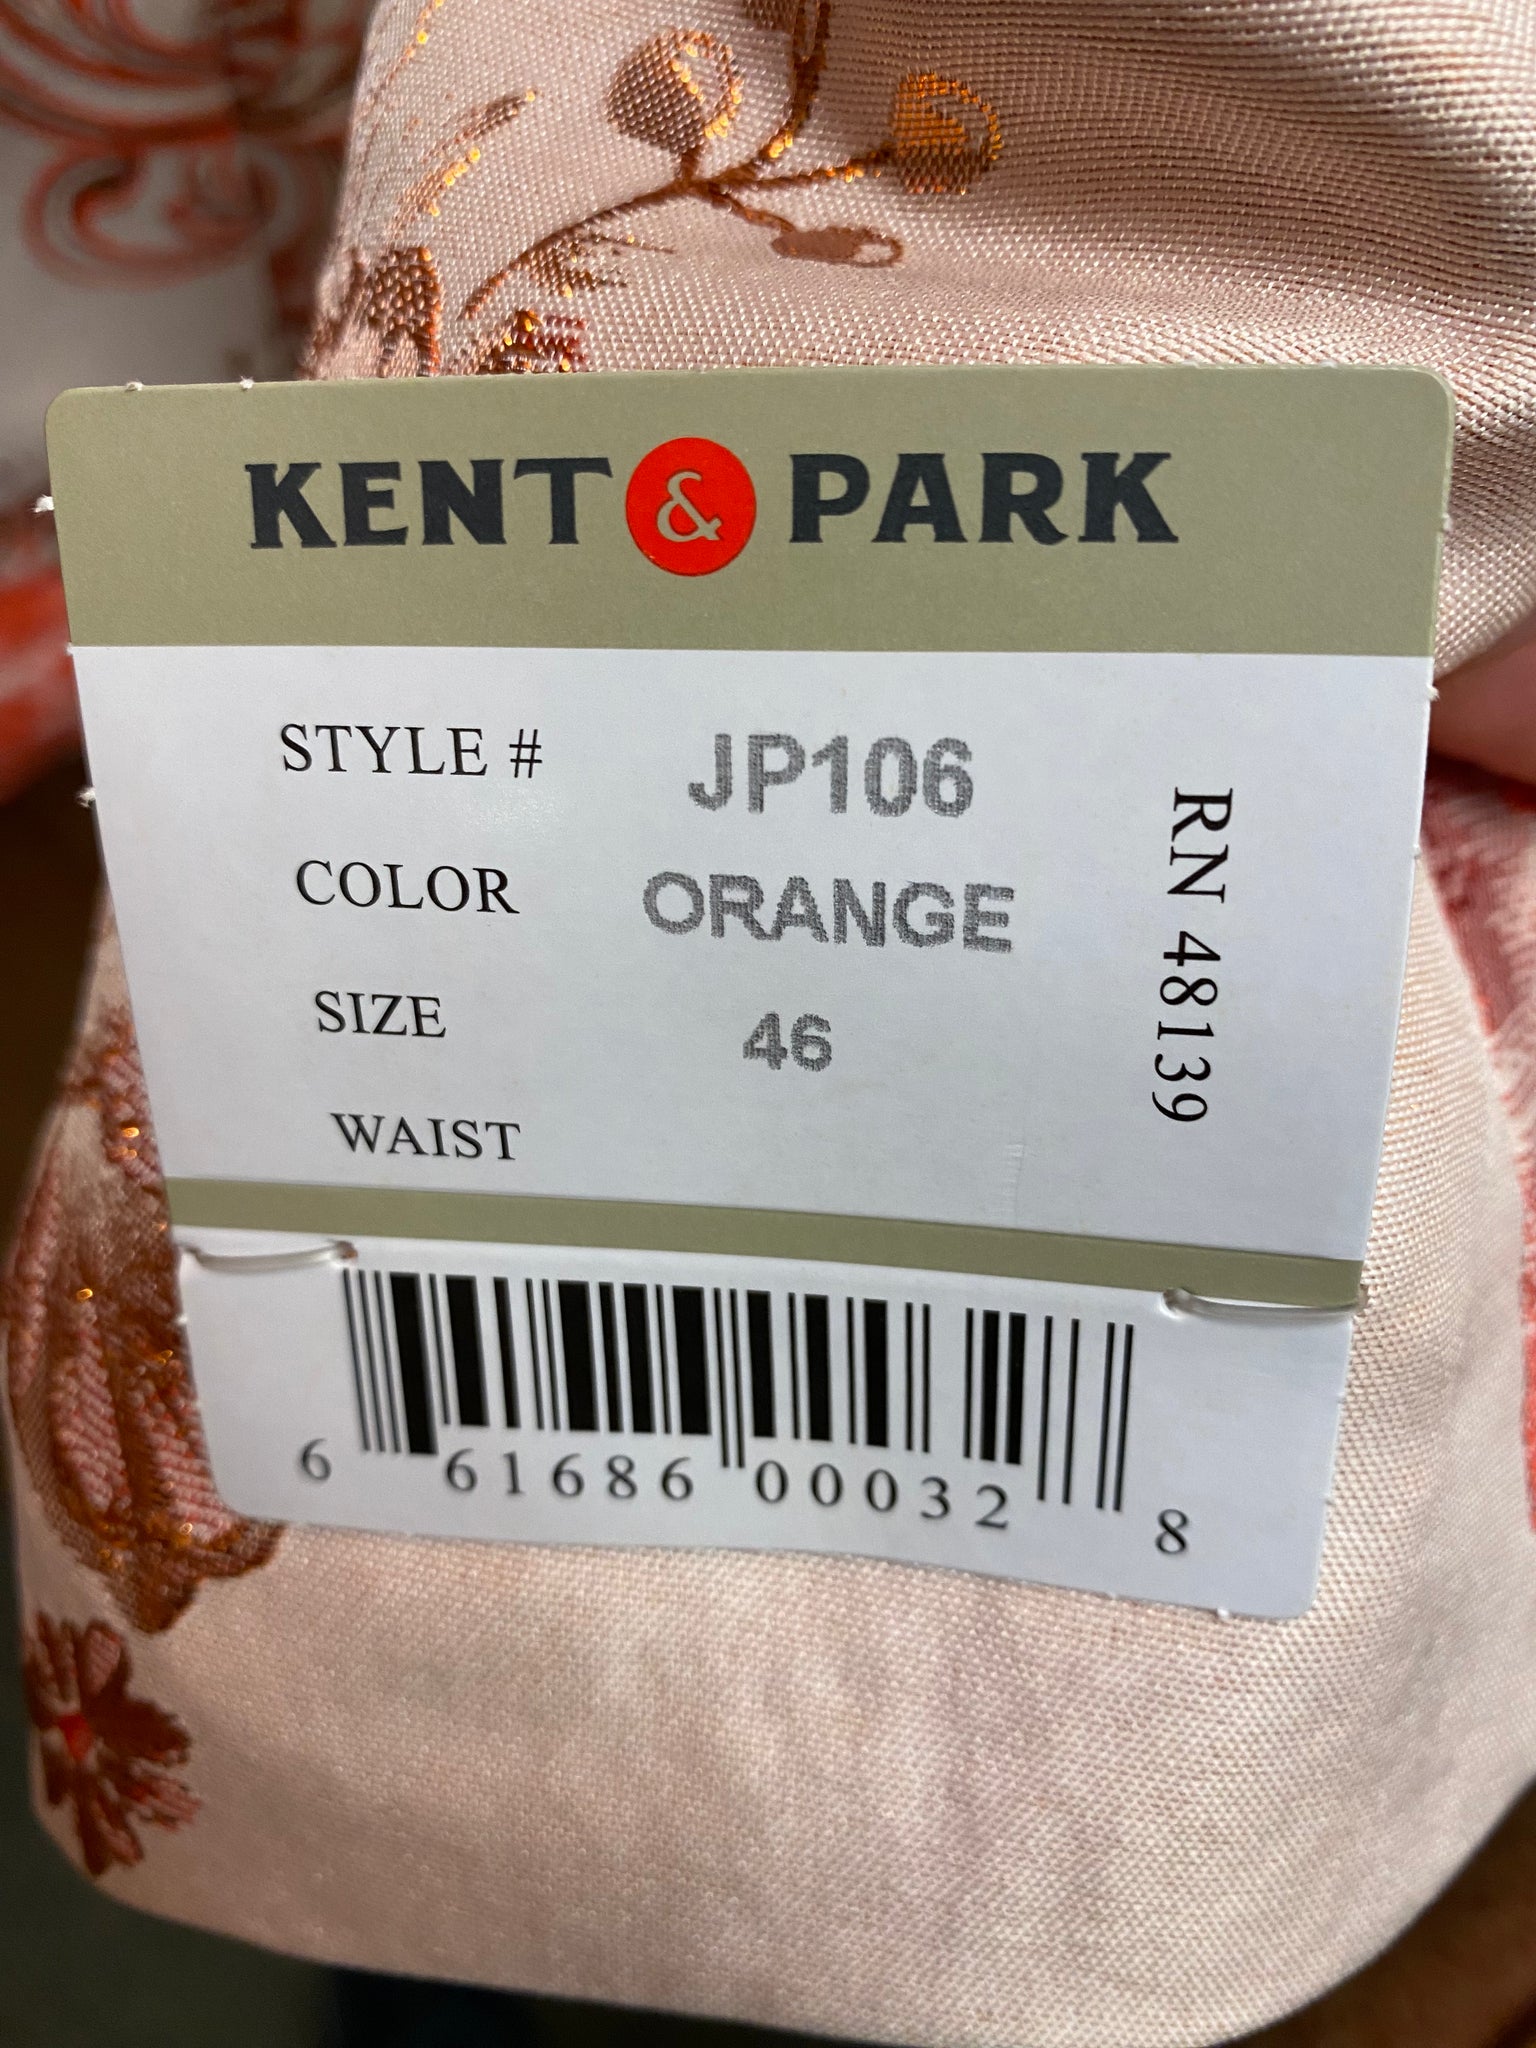 KENT & PARK
STYLE # JP106
COLOR ORANGE
SIZE 46
WAIST
RN 48139
6 61686 00032 8